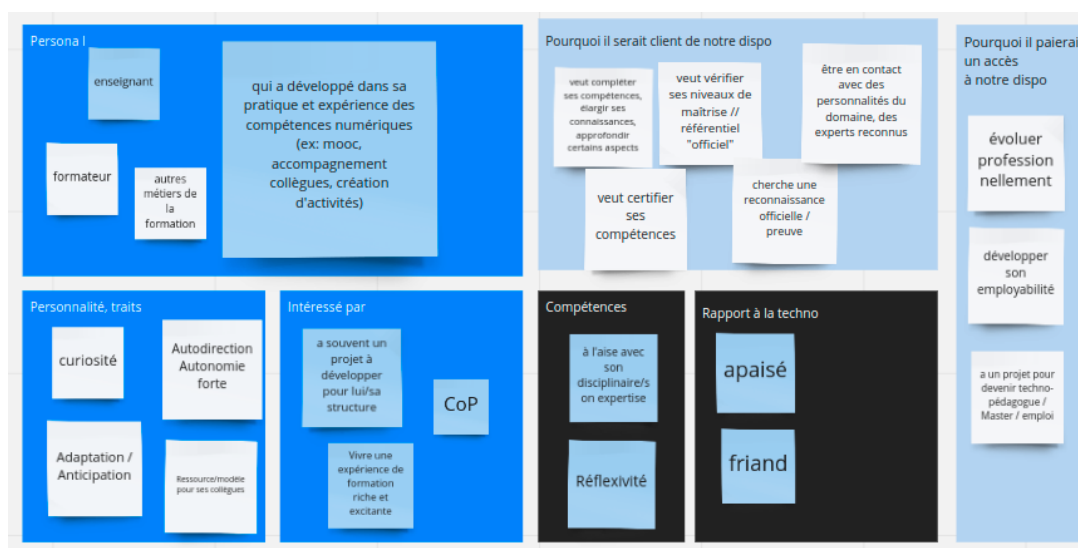 Persona I
enseignant
formateur
autres
métiers de
la
formation
qui a développé dans sa
pratique et expérience des
compétences numériques
(ex: mooc,
accompagnement
collègues, création
d'activités)
Pourquoi il serait client de notre dispo
veut compléter
ses compétences,
élargir ses
connaissances,
approfondir
certains aspects
veut vérifier
ses niveaux de
maîtrise //
référentiel
"officiel"
être en contact
avec des
personnalités du
domaine, des
experts reconnus
veut certifier
ses
compétences
cherche une
reconnaissance
officielle /
preuve
Pourquoi il paierai
un accès
à notre dispo
évoluer
profession
nellement
développer
son
employabilité
a un projet pour
devenir techno-
pédagogue /
Master / emploi
Personnalité, traits
curiosité
Autodirection
Autonomie
forte
Adaptation /
Anticipation
Ressource/modèle
pour ses collègues
Intéressé par
a souvent un
projet à
développer
pour lui/sa
structure
CoP
Vivre une
expérience de
formation
riche et
excitante
Compétences
à l'aise avec
son
disciplinaire/s
on expertise
Réflexivité
Rapport à la techno
apaisé
friand